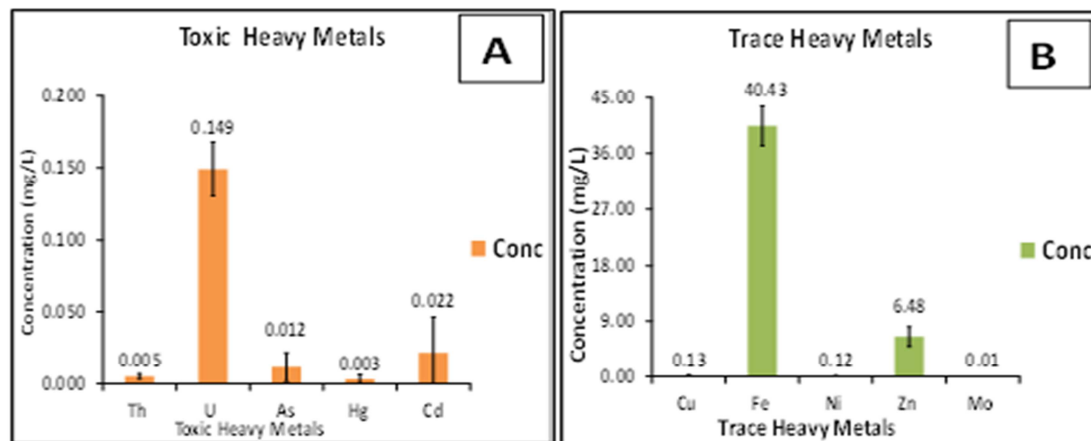 Toxic Heavy Metals
A
Concentration (mg/L)
0.200
0.150
0.100
0.050
0.000
0.005
0.149
0.012
0.003
0.022
Th U As Hg Cd
Toxic Heavy Metals
Conc
Trace Heavy Metals
B
Concentration (mg/L)
45.00
36.00
27.00
18.00
9.00
0.00
0.13
40.43
0.12
6.48
0.01
Cu Fe Ni Zn Mo
Trace Heavy Metals
Conc